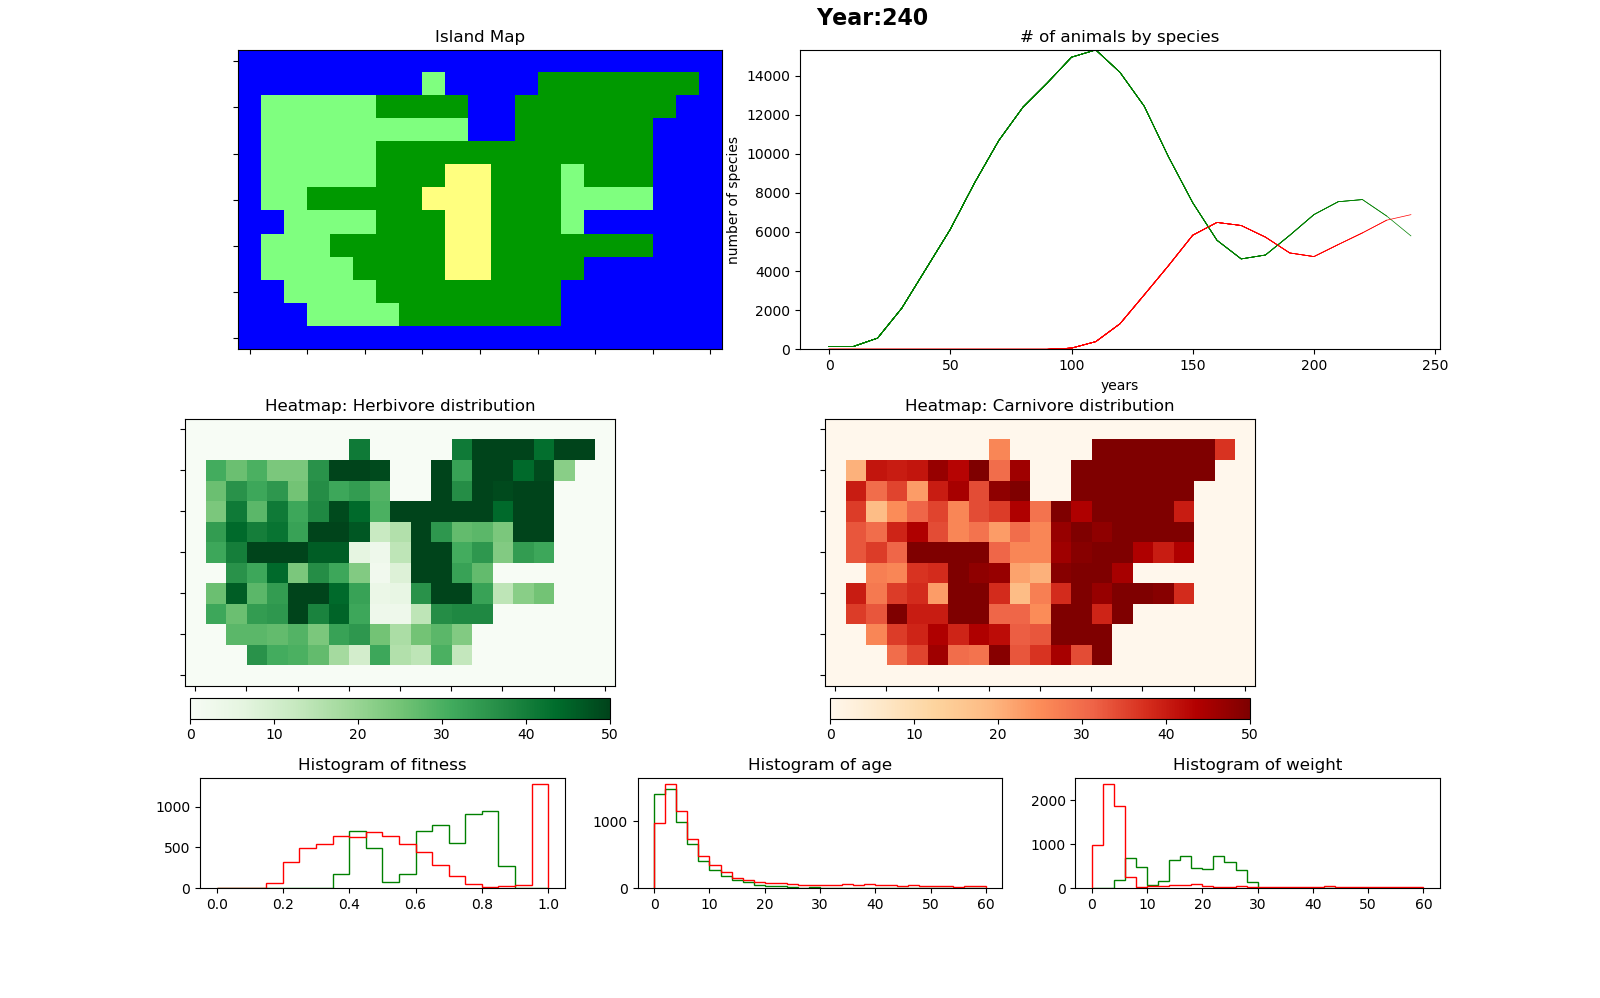 Year:240
Island Map
# of animals by species
number of species
14000
12000
10000
8000
6000
4000
2000
0
0 50 100 150 200 250
years
Heatmap: Herbivore distribution
0 10 20 30 40 50
Heatmap: Carnivore distribution
0 10 20 30 40 50
Histogram of fitness
1000
500
0
0.0 0.2 0.4 0.6 0.8 1.0
Histogram of age
1000
0
0 10 20 30 40 50 60
Histogram of weight
2000
1000
0
0 10 20 30 40 50 60